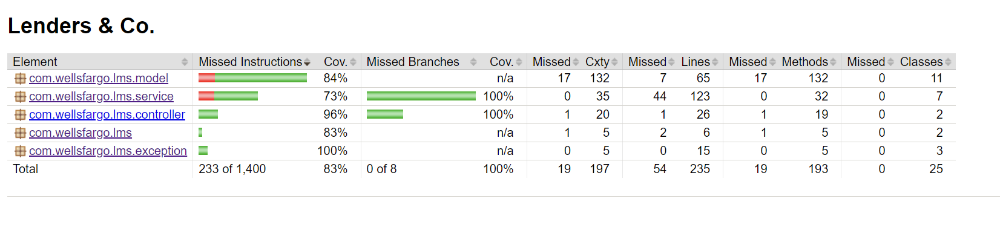 Lenders & Co.
Element Missed Instructions Cov. Missed Branches Cov. Missed Cxty Missed Lines Missed Methods Missed Classes
com.wellsfargo.lms.model 84% n/a 17 132 7 65 17 132 0 11
com.wellsfargo.lms.service 73% 100% 0 35 44 123 0 32 0 7
com.wellsfargo.lms.controller 96% 100% 1 20 1 26 1 19 0 2
com.wellsfargo.lms 83% n/a 1 5 2 6 1 5 0 2
com.wellsfargo.lms.exception 100% n/a 0 5 0 15 0 5 0 3
Total 233 of 1,400 83% 0 of 8 100% 19 197 54 235 19 193 0 25